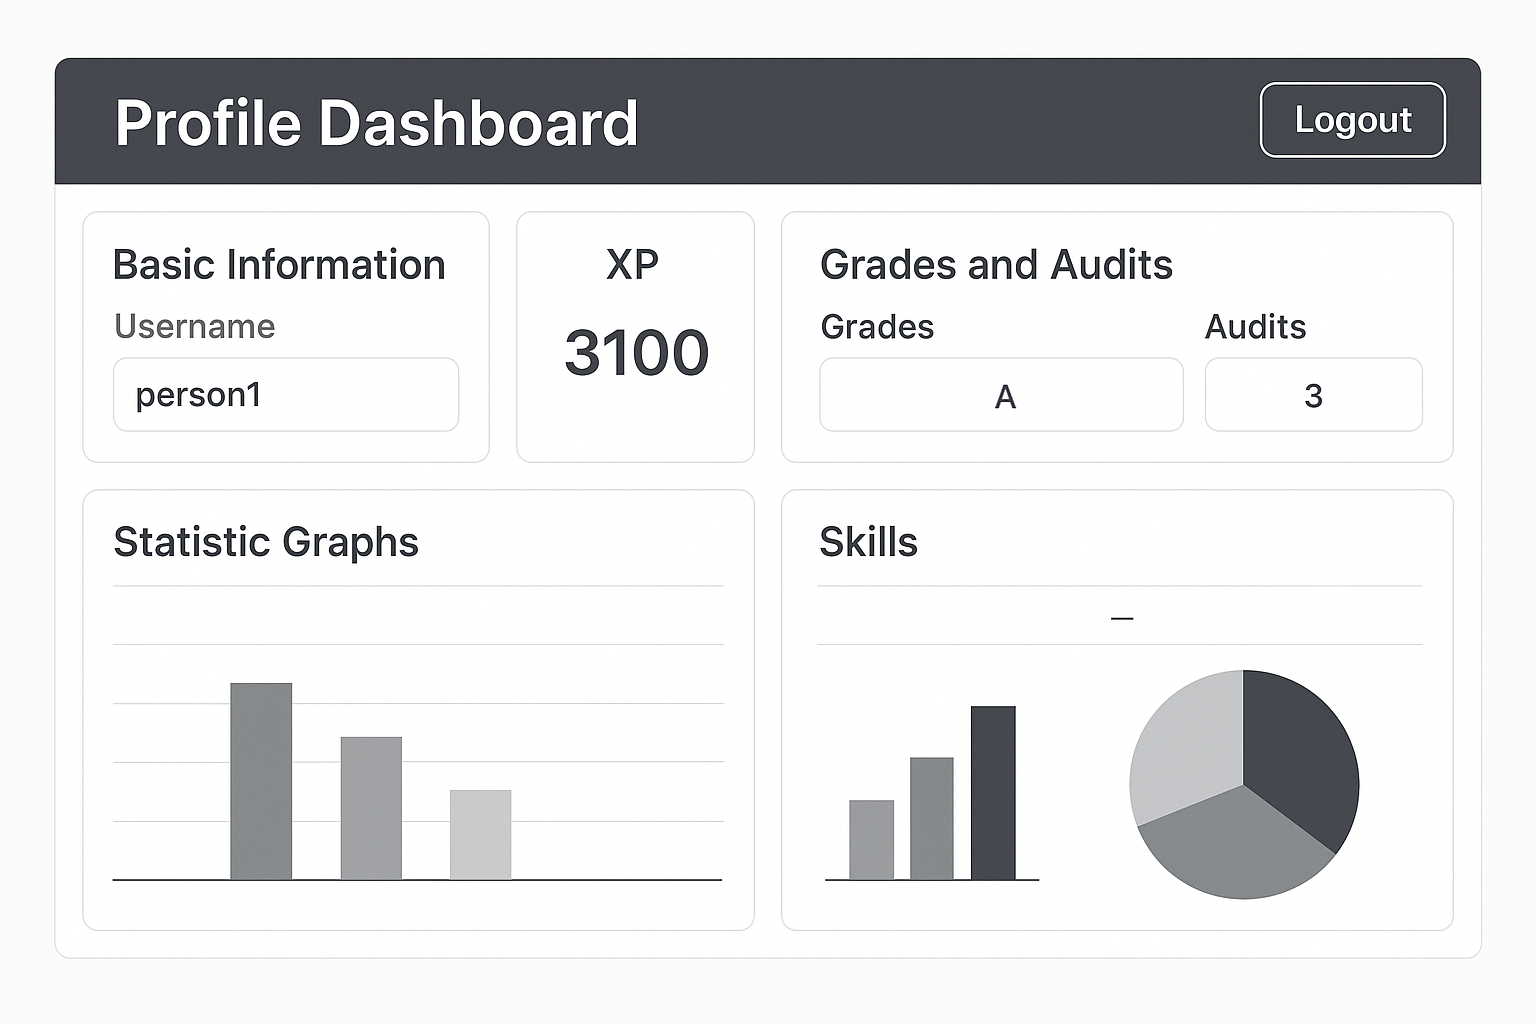 Profile Dashboard
Logout
Basic Information
Username
person1
XP
3100
Grades and Audits
Grades
A
Audits
3
Statistic Graphs
Skills
—